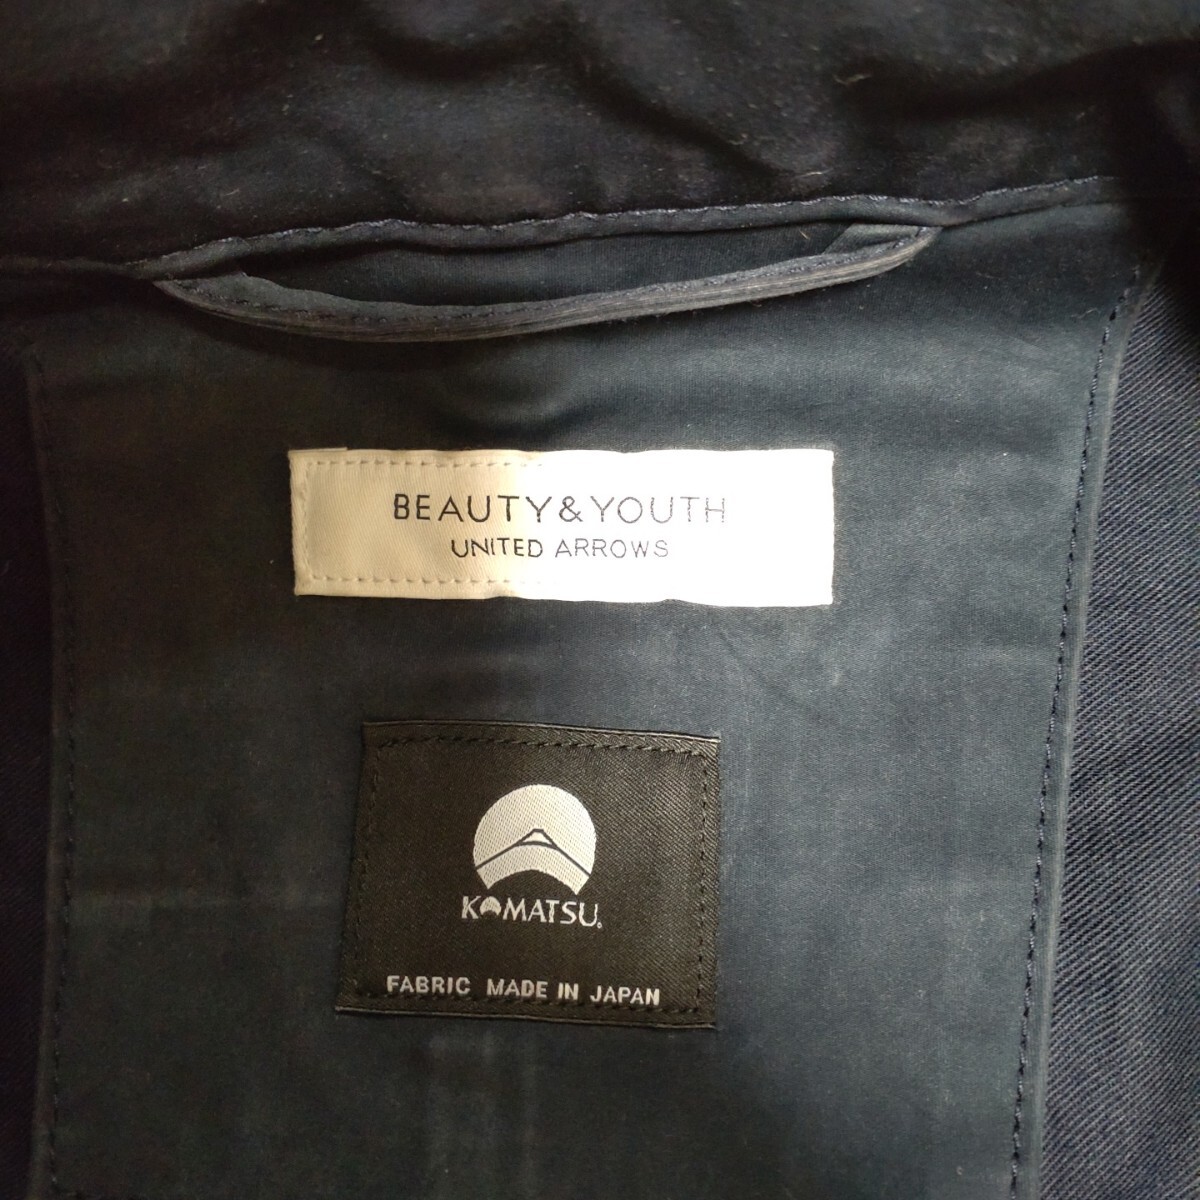 BEAUTY&YOUTH
UNITED ARROWS
KOMATSU.
FABRIC MADE IN JAPAN